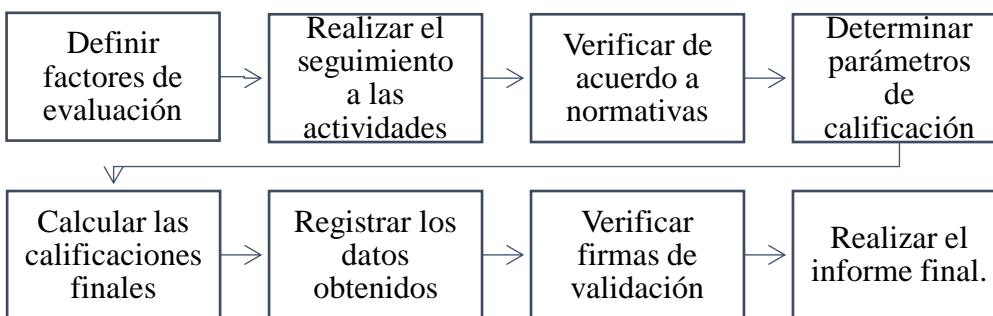 Definir
factores de
evaluación
Realizar el
seguimiento
a las
actividades
Verificar de
acuerdo a
normativas
Determinar
parámetros
de
calificación
Calcular las
calificaciones
finales
Registrar los
datos
obtenidos
Verificar
firmas de
validación
Realizar el
informe final.